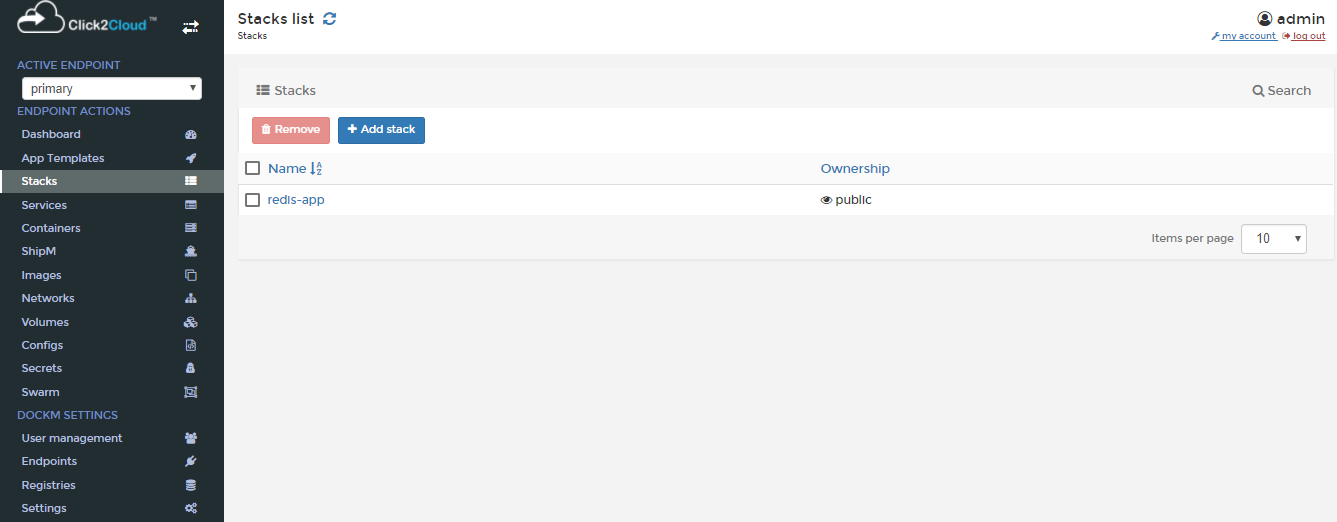 Click2Cloud™
ACTIVE ENDPOINT
primary
ENDPOINT ACTIONS
Dashboard
App Templates
Stacks
Services
Containers
ShipM
Images
Networks
Volumes
Configs
Secrets
Swarm
DOCKM SETTINGS
User management
Endpoints
Registries
Settings
Stacks list
Stacks
admin
my account log out
Stacks
Search
Remove Add stack
Name Ownership
redis-app public
Items per page 10